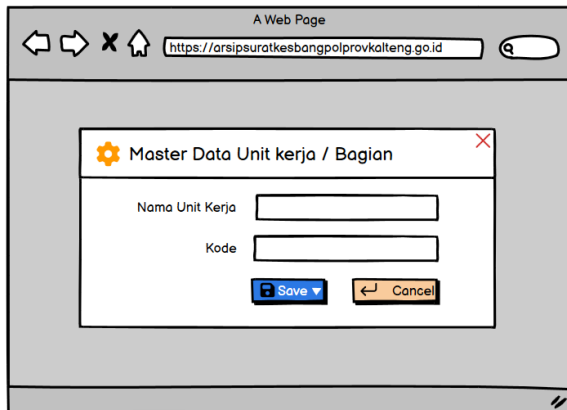 A Web Page
https://arsipsuratkesbangpolprovkalteng.go.id
Master Data Unit kerja / Bagian
Nama Unit Kerja
Kode
Save
Cancel